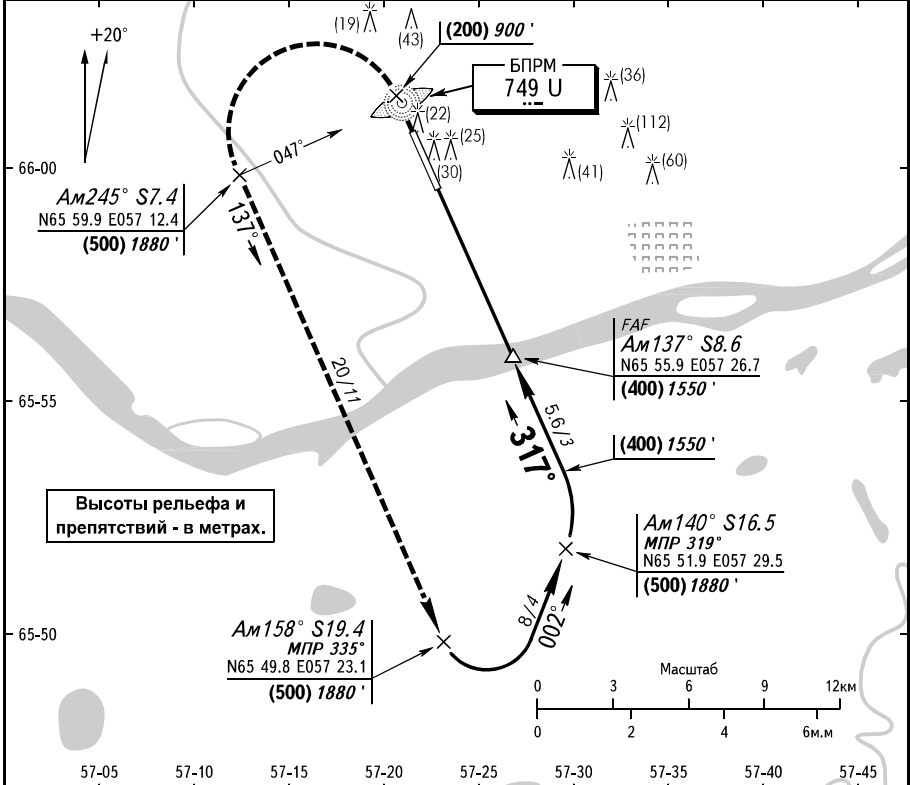 +20°
(19)
(43)
(200) 900 '
БПРМ
749 U
(36)
(22)
(25)
(30)
(112)
(41)
(60)
66-00
047°
Ам245° S7.4
N65 59.9 E057 12.4
(500) 1880 '
137°
20/11
FAF
Ам137° S8.6
N65 55.9 E057 26.7
(400) 1550 '
65-55
5.6/3
317°
(400) 1550 '
Высоты рельефа и
препятствий - в метрах.
Ам140° S16.5
МПР 319°
N65 51.9 E057 29.5
(500) 1880 '
8/4
002°
65-50
Ам158° S19.4
МПР 335°
N65 49.8 E057 23.1
(500) 1880 '
Масштаб
0 3 6 9 12км
0 2 4 6м.м
57-05 57-10 57-15 57-20 57-25 57-30 57-35 57-40 57-45